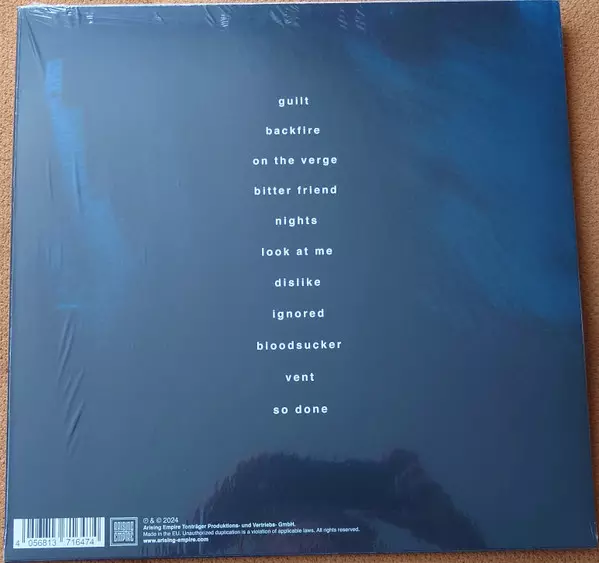 guilt
backfire
on the verge
bitter friend
nights
look at me
dislike
ignored
bloodsucker
vent
so done
4 056813 716474
ARISING
EMPIRE
℗ & © 2024
Arising Empire Tonträger Produktions- und Vertriebs- GmbH.
Made in the EU. Unauthorized duplication is a violation of applicable laws. All rights reserved.
www.arising-empire.com